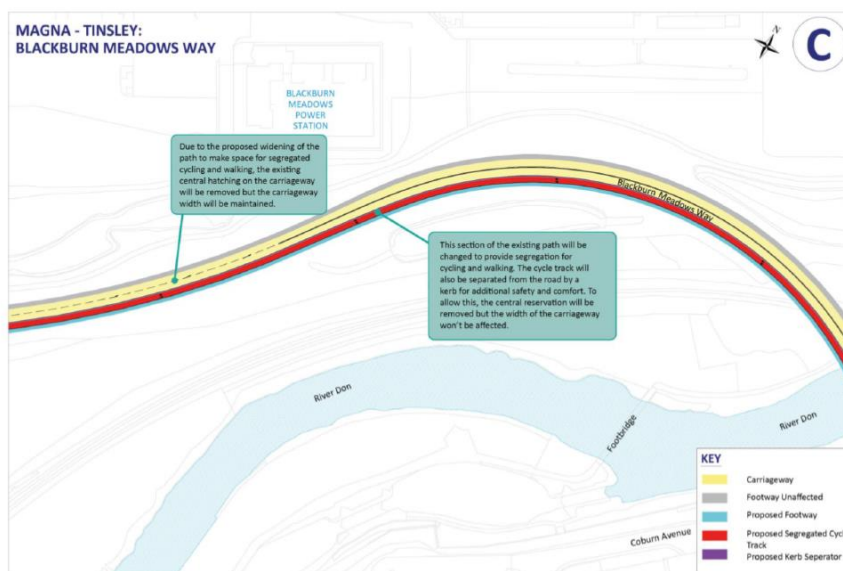 MAGNA - TINSLEY:
BLACKBURN MEADOWS WAY
N
C
BLACKBURN
MEADOWS
POWER
STATION
Due to the proposed widening of the
path to make space for segregated
cycling and walking, the existing
central hatching on the carriageway
will be removed but the carriageway
width will be maintained.
Blackburn Meadows Way
This section of the existing path will be
changed to provide segregation for
cycling and walking. The cycle track will
also be separated from the road by a
kerb for additional safety and comfort. To
allow this, the central reservation will be
removed but the width of the carriageway
won't be affected.
River Don
Footbridge
River Don
Coburn Avenue
KEY
Carriageway
Footway Unaffected
Proposed Footway
Proposed Segregated Cycl
Track
Proposed Kerb Seperator